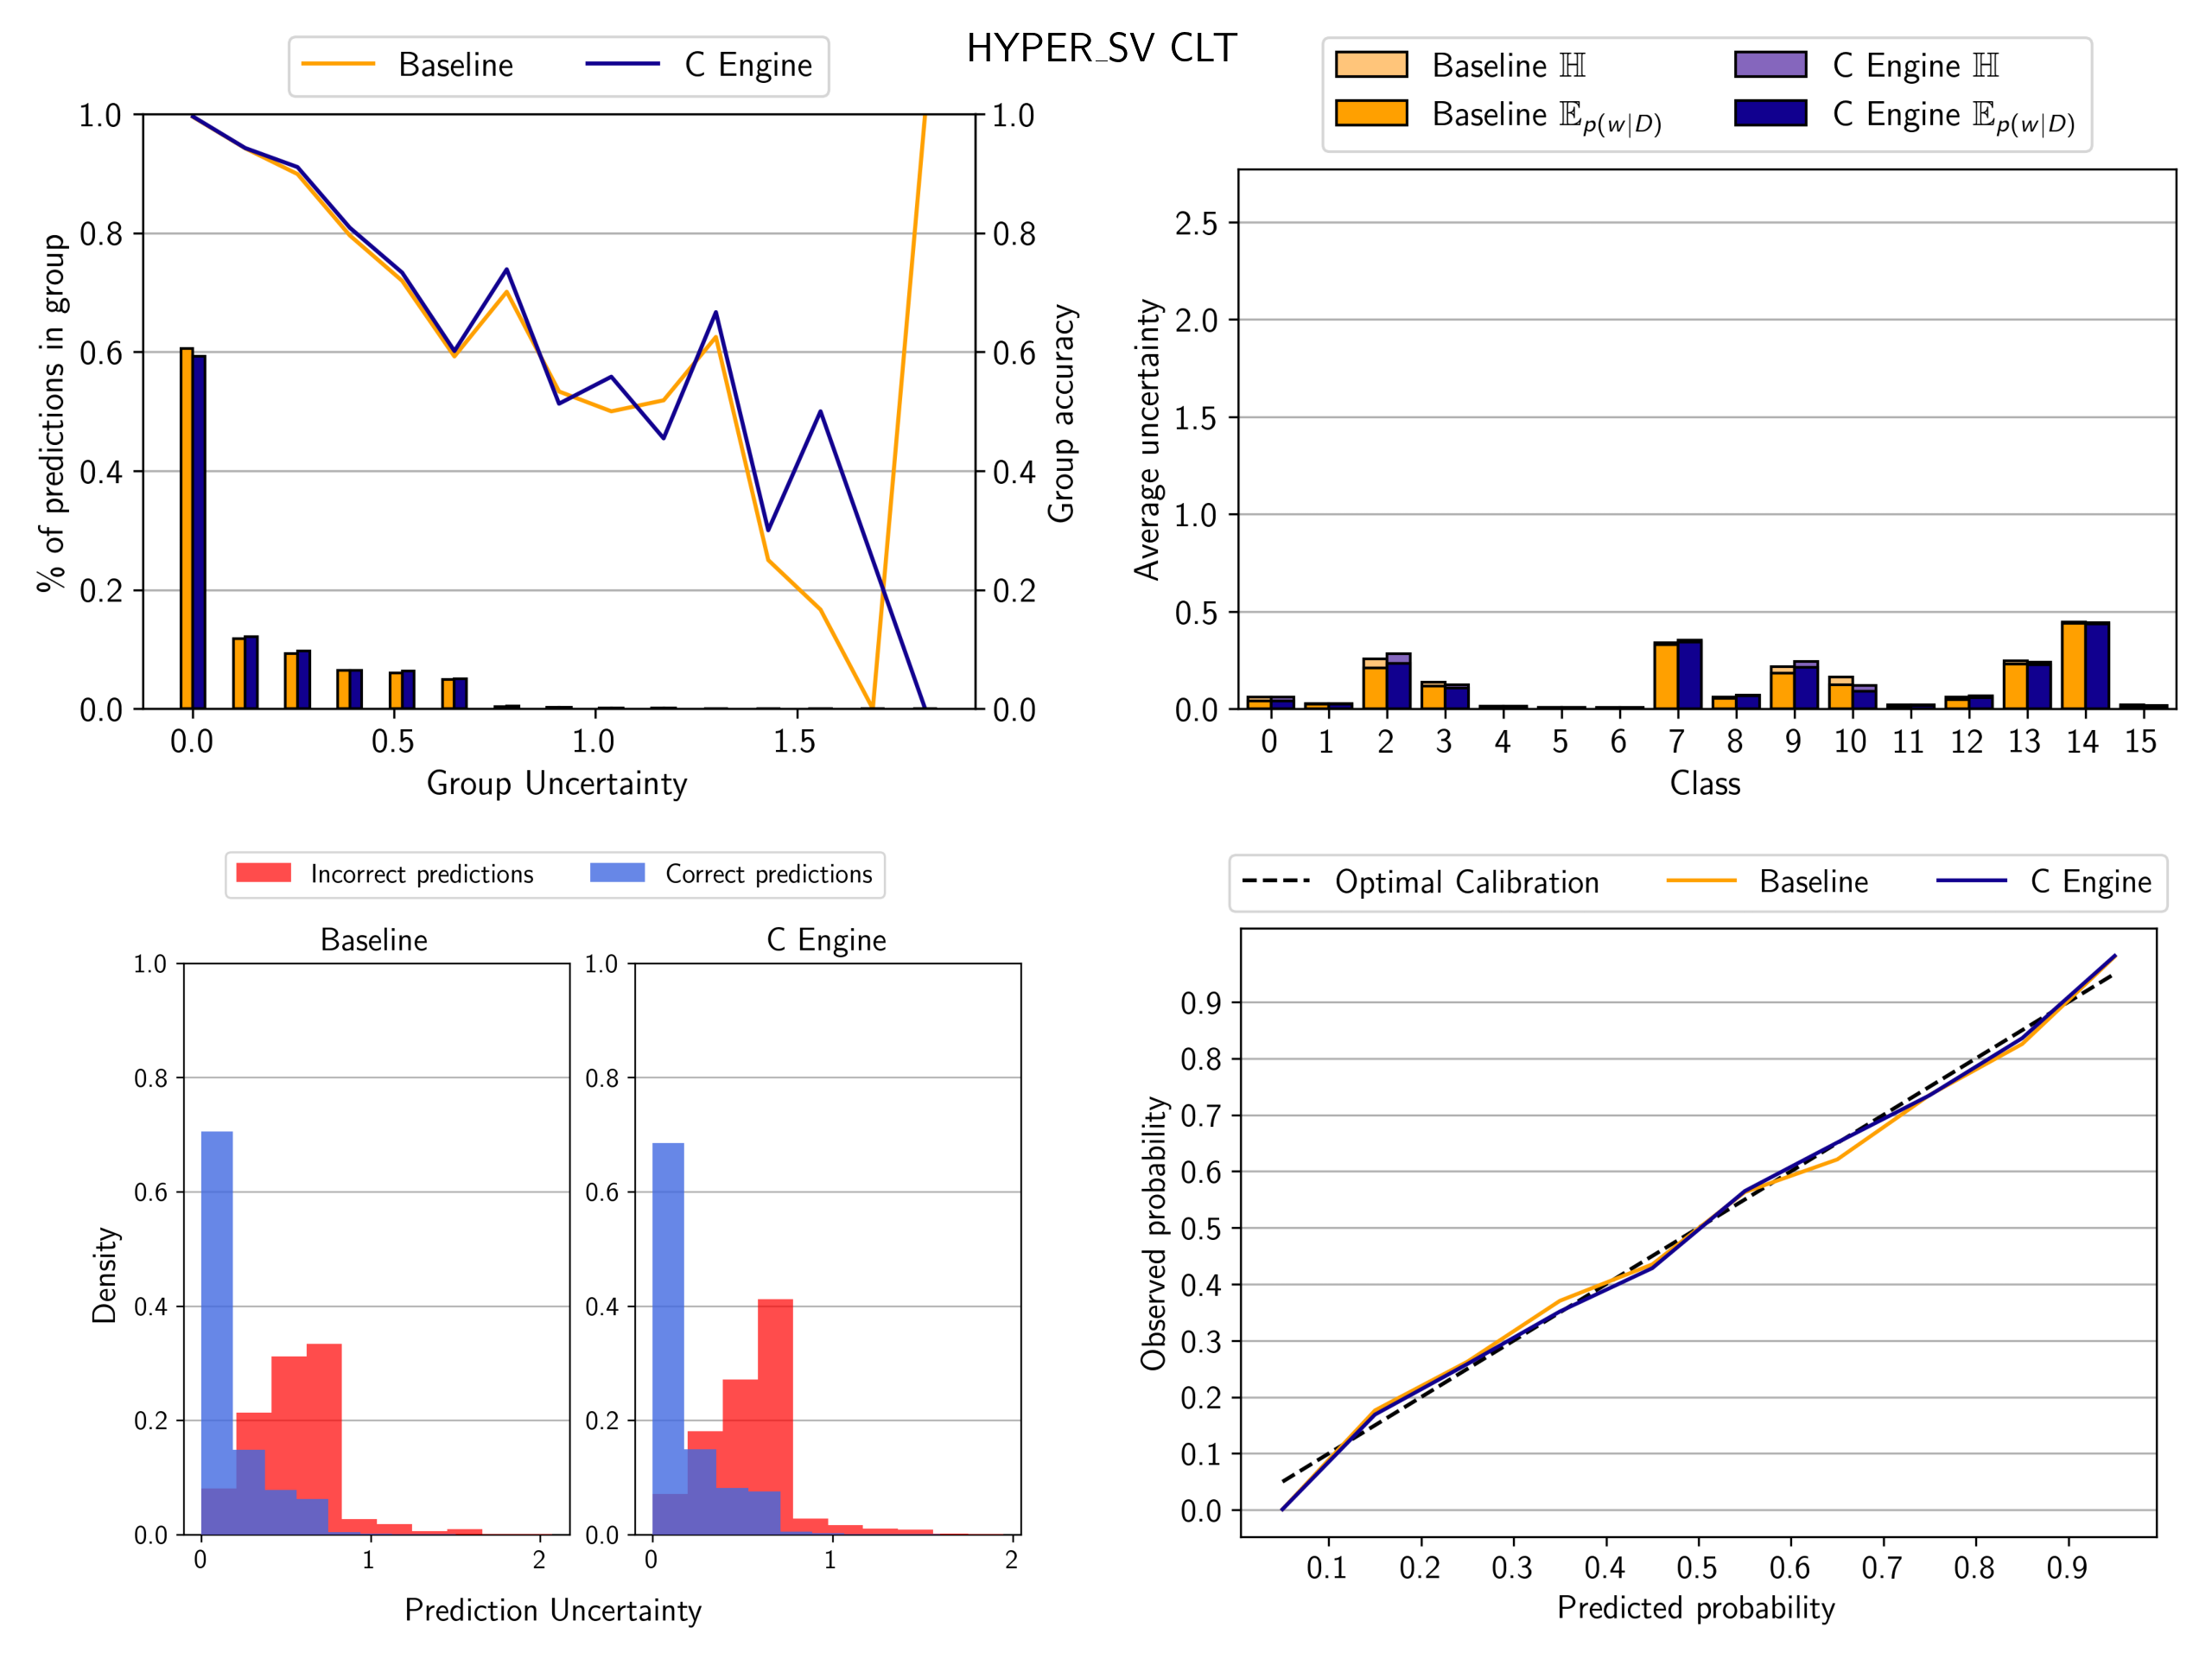 HYPER_SV CLT
Baseline C Engine
1.0 0.8 0.6 0.4 0.2 0.0
% of predictions in group
1.0 0.8 0.6 0.4 0.2 0.0
Group accuracy
0.0 0.5 1.0 1.5
Group Uncertainty
Baseline ℍ C Engine ℍ
Baseline 𝔼p(w|D) C Engine 𝔼p(w|D)
2.5 2.0 1.5 1.0 0.5 0.0
Average uncertainty
0 1 2 3 4 5 6 7 8 9 10 11 12 13 14 15
Class
Incorrect predictions Correct predictions
Baseline
C Engine
1.0 0.8 0.6 0.4 0.2 0.0
Density
0 1 2
1.0 0.8 0.6 0.4 0.2 0.0
0 1 2
Prediction Uncertainty
Optimal Calibration Baseline C Engine
0.9 0.8 0.7 0.6 0.5 0.4 0.3 0.2 0.1 0.0
Observed probability
0.1 0.2 0.3 0.4 0.5 0.6 0.7 0.8 0.9
Predicted probability